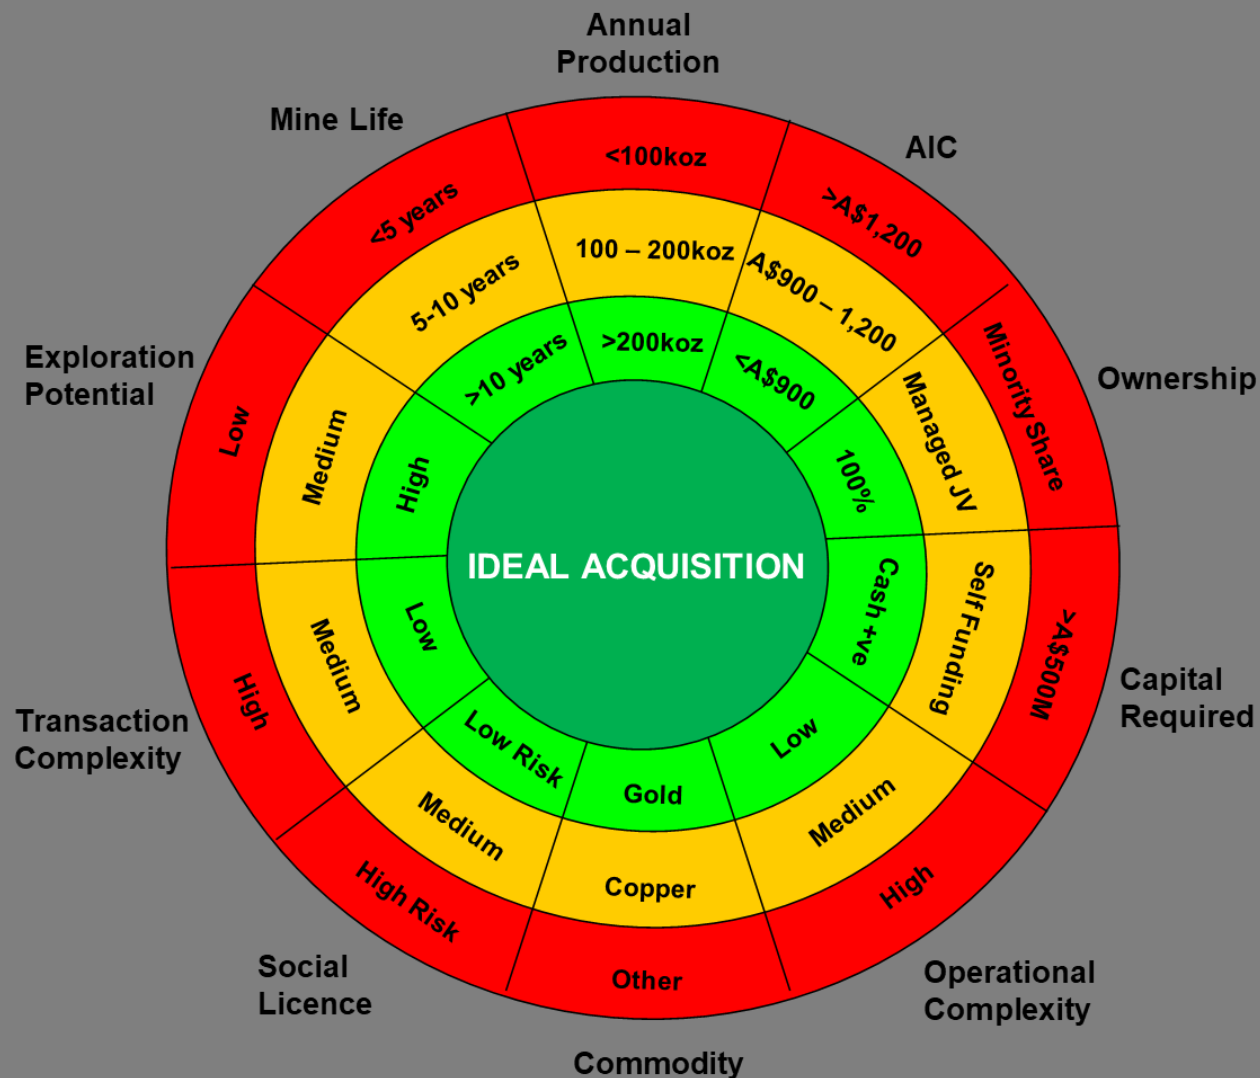 Annual
Production
<100koz
100 – 200koz
>200koz
AIC
>A$1,200
A$900 – 1,200
<A$900
Ownership
Minority Share
Managed JV
100%
Capital
Required
>A$500M
Self Funding
Cash +ve
Operational
Complexity
High
Medium
Low
Commodity
Other
Copper
Gold
Social
Licence
High Risk
Medium
Low Risk
Transaction
Complexity
High
Medium
Low
Exploration
Potential
Low
Medium
High
Mine Life
<5 years
5-10 years
>10 years
IDEAL ACQUISITION